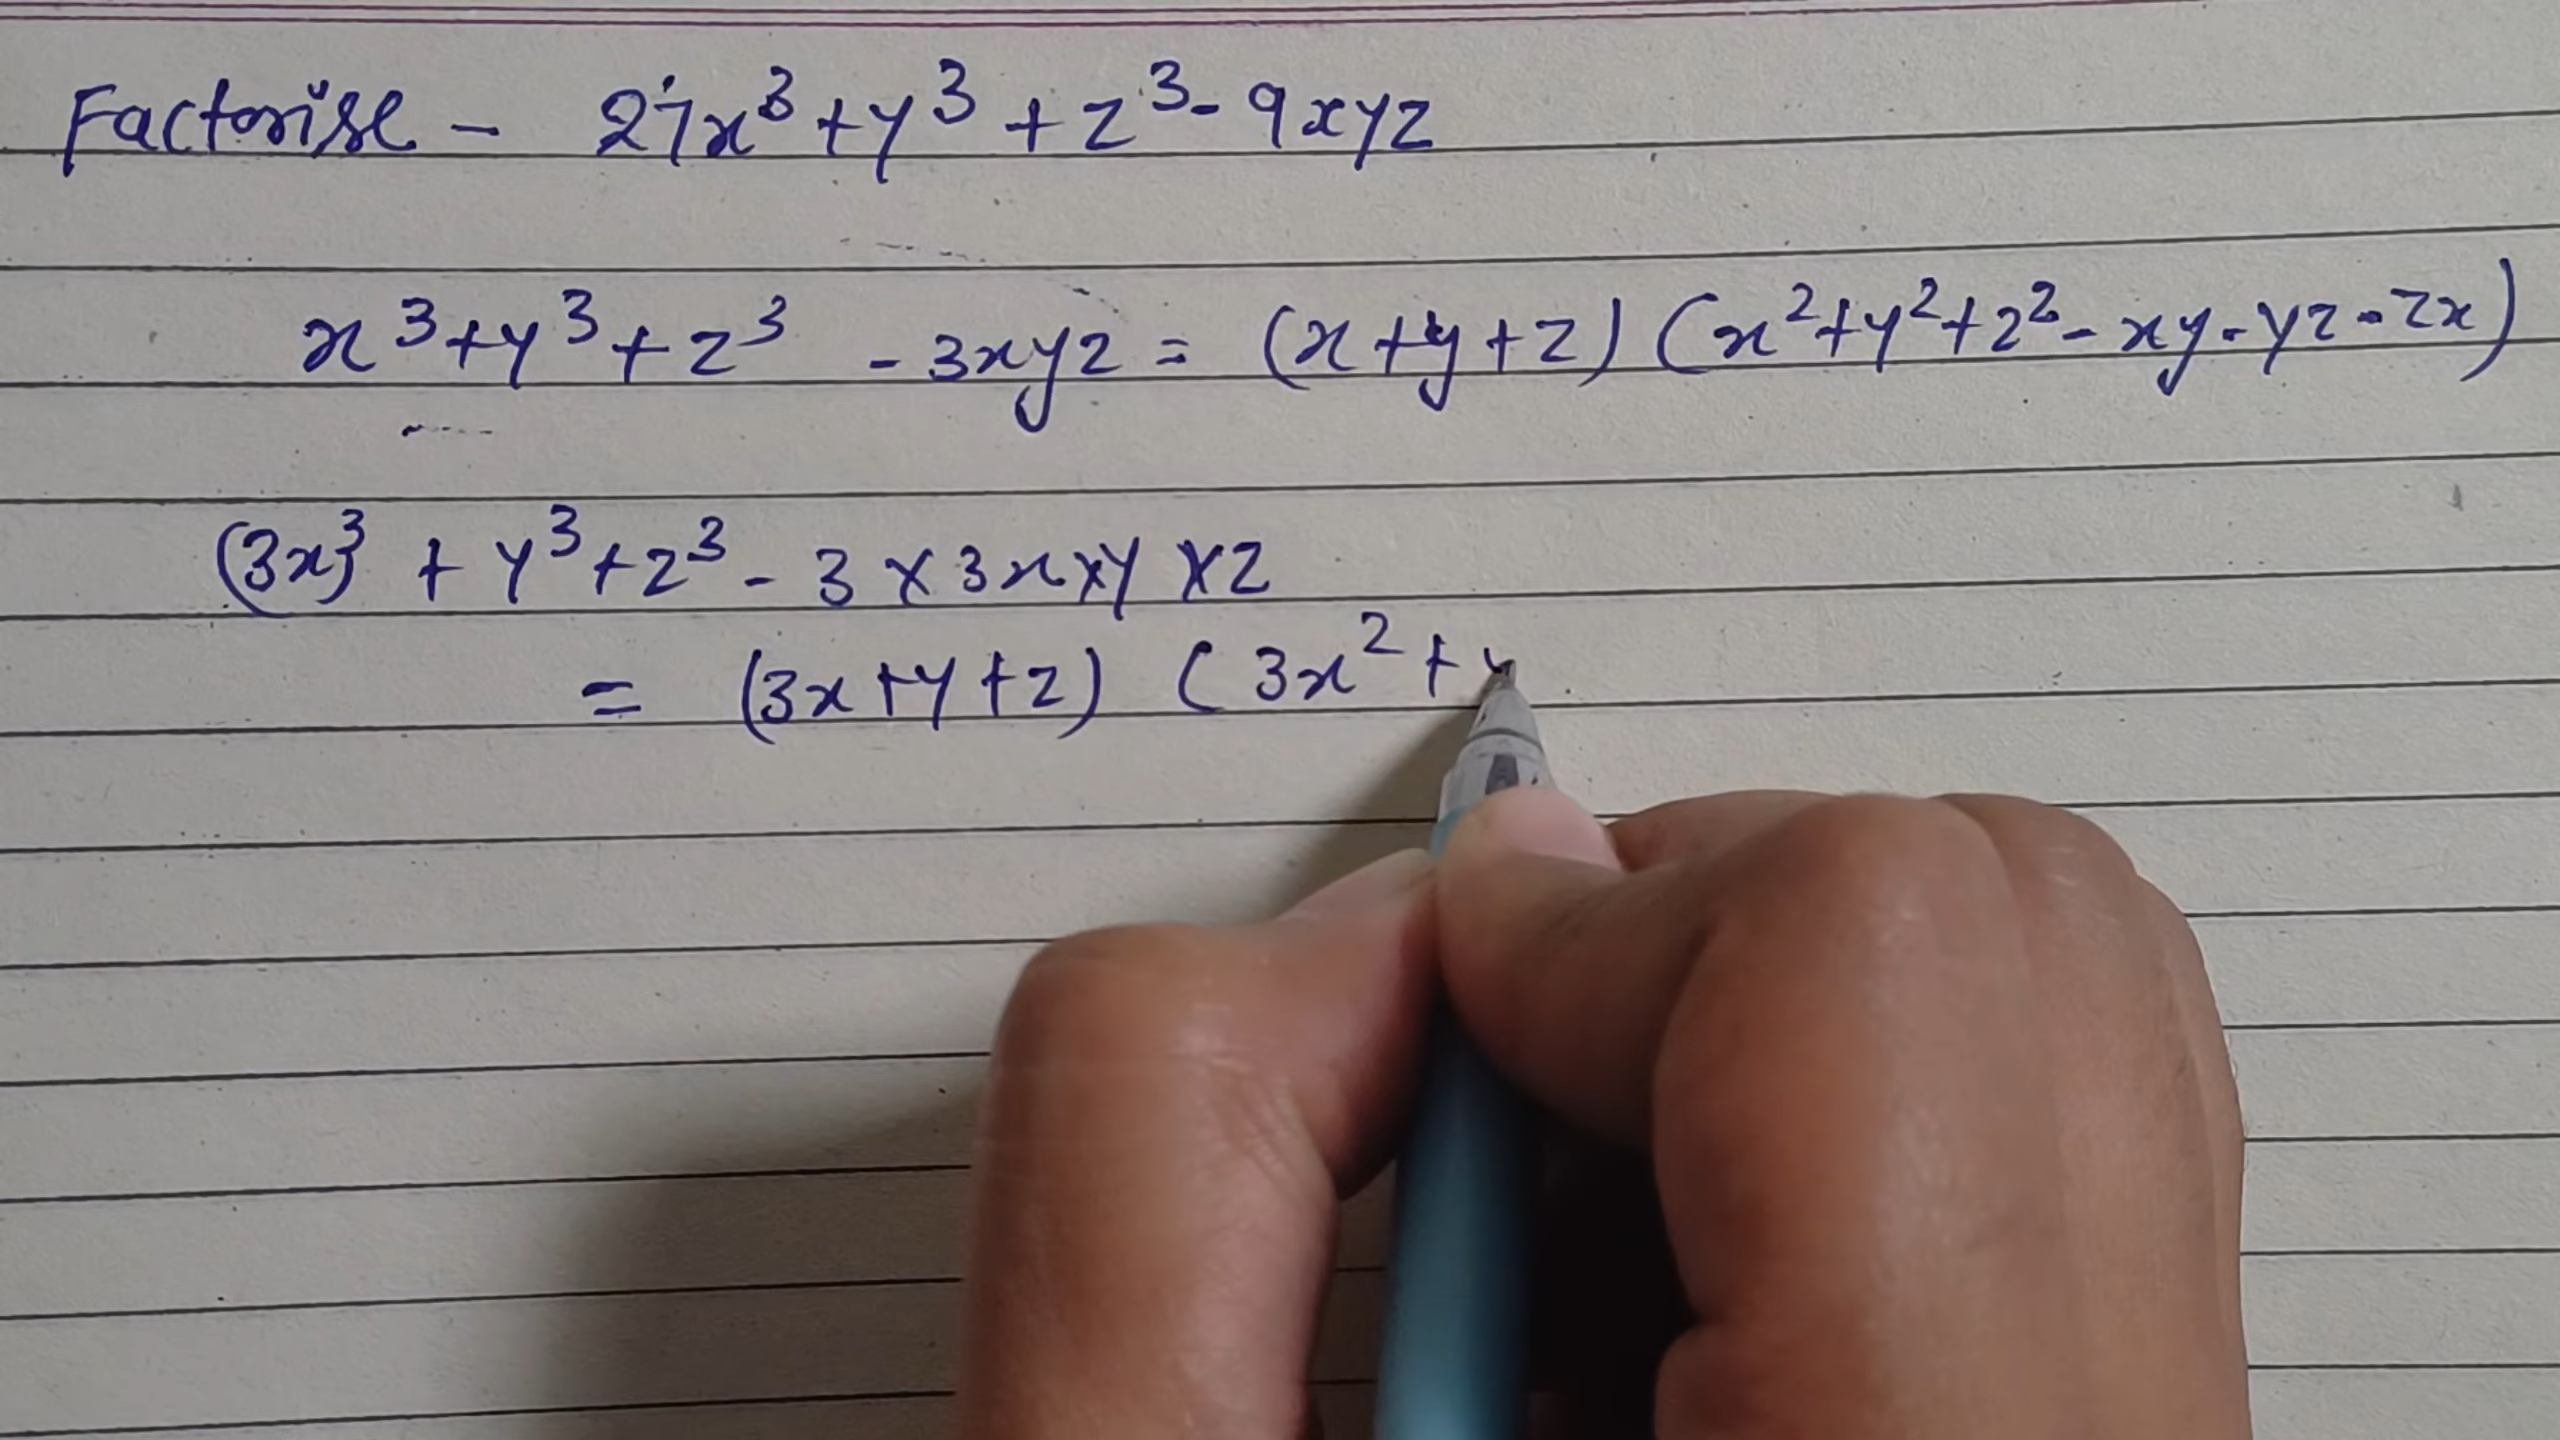 Factorise - 27x³ + y³ + z³ - 9xyz
x³ + y³ + z³ - 3xyz = (x + y + z) (x² + y² + z² - xy - yz - zx)
(3x)³ + y³ + z³ - 3 × 3x × y × z
= (3x + y + z) (3x² + y